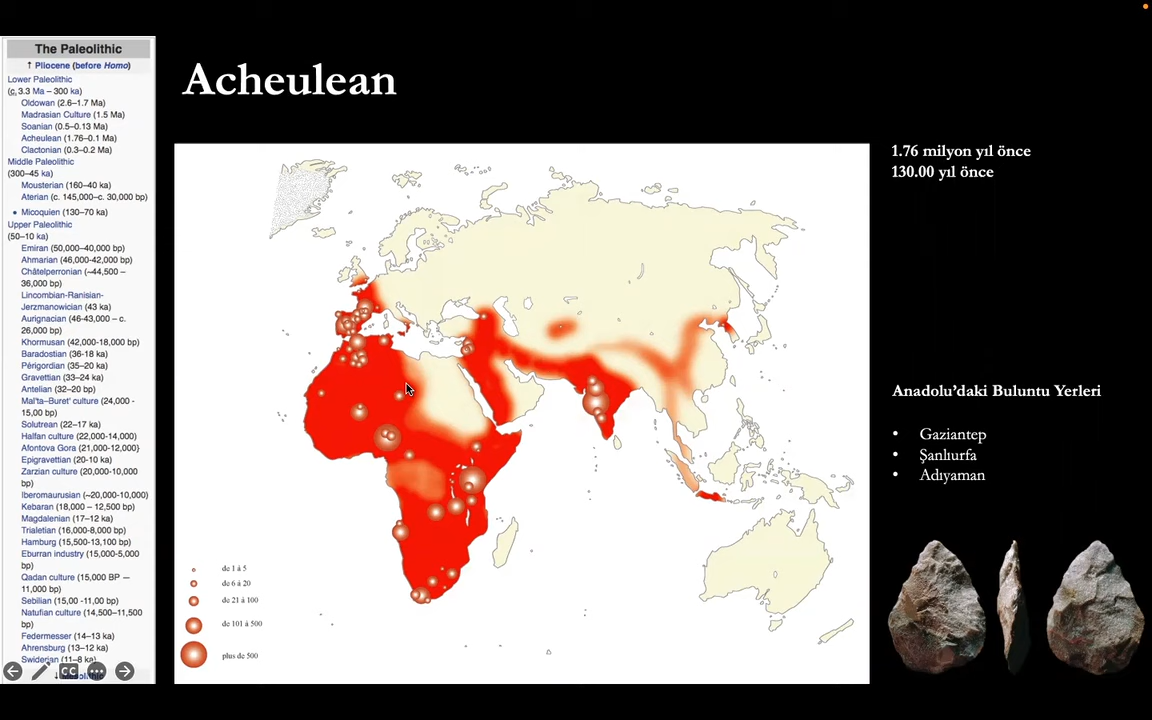 The Paleolithic
↑ Pliocene (before Homo)
Lower Paleolithic
(c. 3.3 Ma – 300 ka)
Oldowan (2.6–1.7 Ma)
Madrasian Culture (1.5 Ma)
Soanian (0.5–0.13 Ma)
Acheulean (1.76–0.1 Ma)
Clactonian (0.3–0.2 Ma)
Middle Paleolithic
(300–45 ka)
Mousterian (160–40 ka)
Aterian (c. 145,000–c. 30,000 bp)
• Micoquien (130–70 ka)
Upper Paleolithic
(50–10 ka)
Emiran (50,000–40,000 bp)
Ahmarian (46,000-42,000 bp)
Châtelperronian (~44,500 –
36,000 bp)
Lincombian-Ranisian-
Jerzmanowician (43 ka)
Aurignacian (46-43,000 – c.
26,000 bp)
Khormusan (42,000-18,000 bp)
Baradostian (36-18 ka)
Périgordian (35–20 ka)
Gravettian (33–24 ka)
Antelian (32–20 bp)
Mal'ta–Buret' culture (24,000 -
15,00 bp)
Solutrean (22–17 ka)
Halfan culture (22,000-14,000)
Afontova Gora (21,000-12,000}
Epigravettian (20-10 ka)
Zarzian culture (20,000-10,000
bp)
Iberomaurusian (~20,000-10,000)
Kebaran (18,000 – 12,500 bp)
Magdalenian (17–12 ka)
Trialetian (16,000-8,000 bp)
Hamburg (15,500-13,100 bp)
Eburran industry (15,000-5,000
bp)
Qadan culture (15,000 BP —
11,000 bp)
Sebilian (15,00 -11,00 bp)
Natufian culture (14,500–11,500
bp)
Federmesser (14–13 ka)
Ahrensburg (13–12 ka)
Swiderian (11–8 ka)
CC
Acheulean
de 1 à 5
de 6 à 20
de 21 à 100
de 101 à 500
plus de 500
1.76 milyon yıl önce
130.00 yıl önce
Anadolu'daki Buluntu Yerleri
• Gaziantep
• Şanlıurfa
• Adıyaman